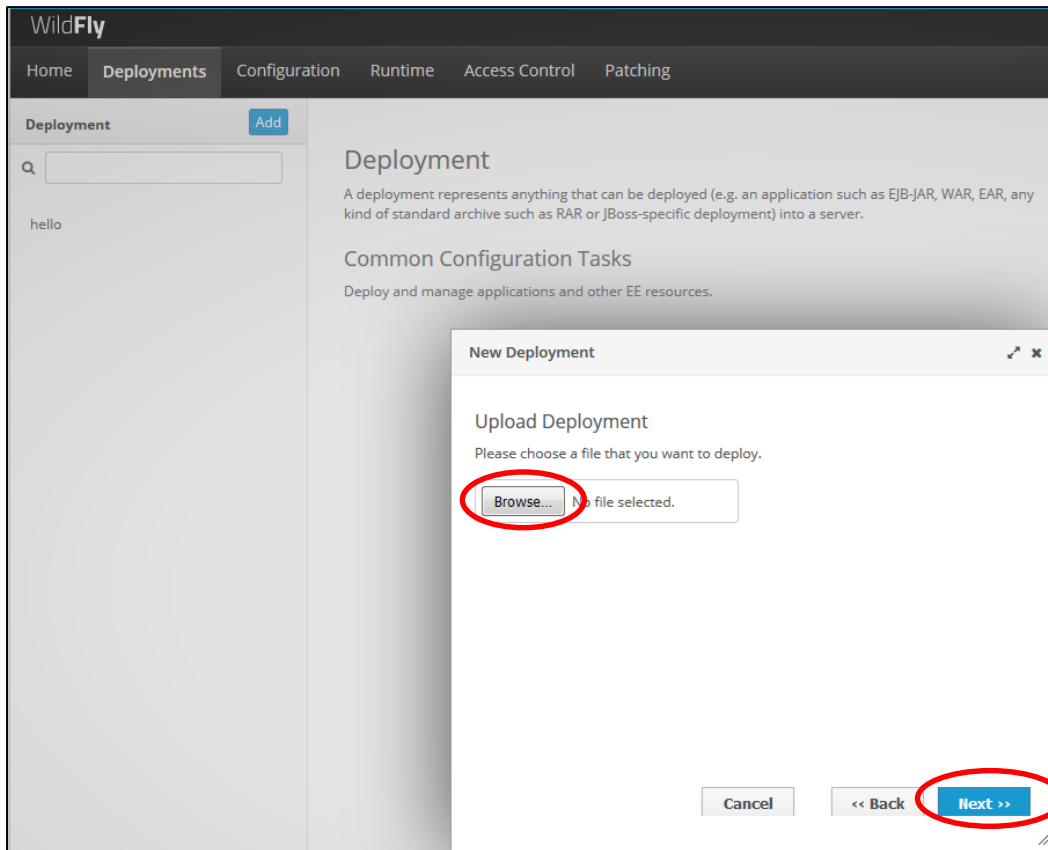 WildFly
Home Deployments Configuration Runtime Access Control Patching
Deployment Add
hello
Deployment
A deployment represents anything that can be deployed (e.g. an application such as EJB-JAR, WAR, EAR, any
kind of standard archive such as RAR or JBoss-specific deployment) into a server.
Common Configuration Tasks
Deploy and manage applications and other EE resources.
New Deployment
Upload Deployment
Please choose a file that you want to deploy.
Browse... No file selected.
Cancel << Back Next >>